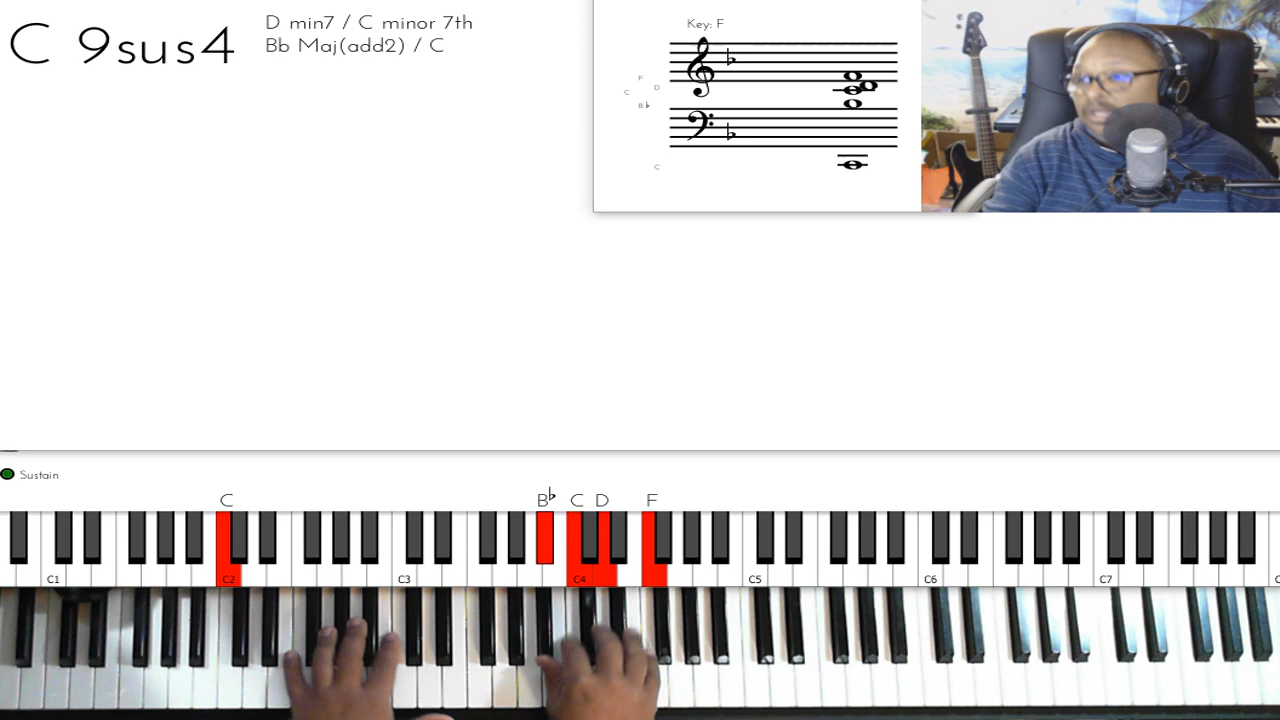 C 9sus4
D min7 / C minor 7th
Bb Maj(add2) / C
Key: F
F
D
C
B♭
C
Sustain
C B♭ C D F
C1 C2 C3 C4 C5 C6 C7 C